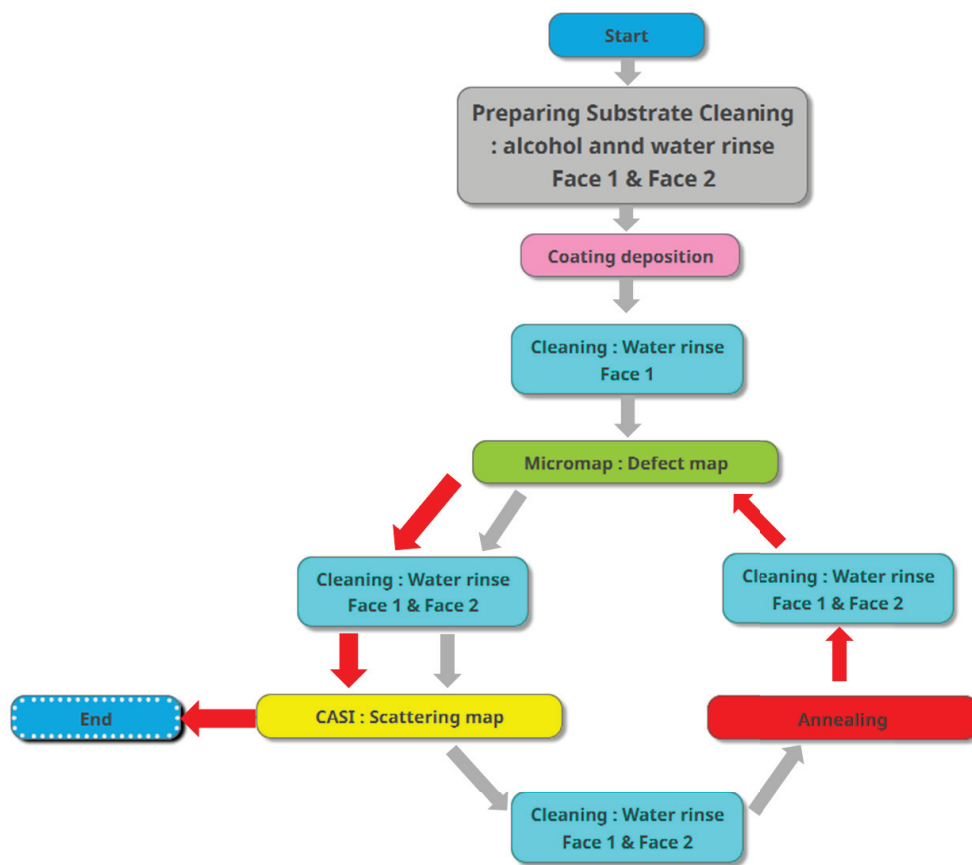 Start
Preparing Substrate Cleaning
: alcohol annd water rinse
Face 1 & Face 2
Coating deposition
Cleaning : Water rinse
Face 1
Micromap : Defect map
Cleaning : Water rinse
Face 1 & Face 2
Cleaning : Water rinse
Face 1 & Face 2
End
CASI : Scattering map
Annealing
Cleaning : Water rinse
Face 1 & Face 2